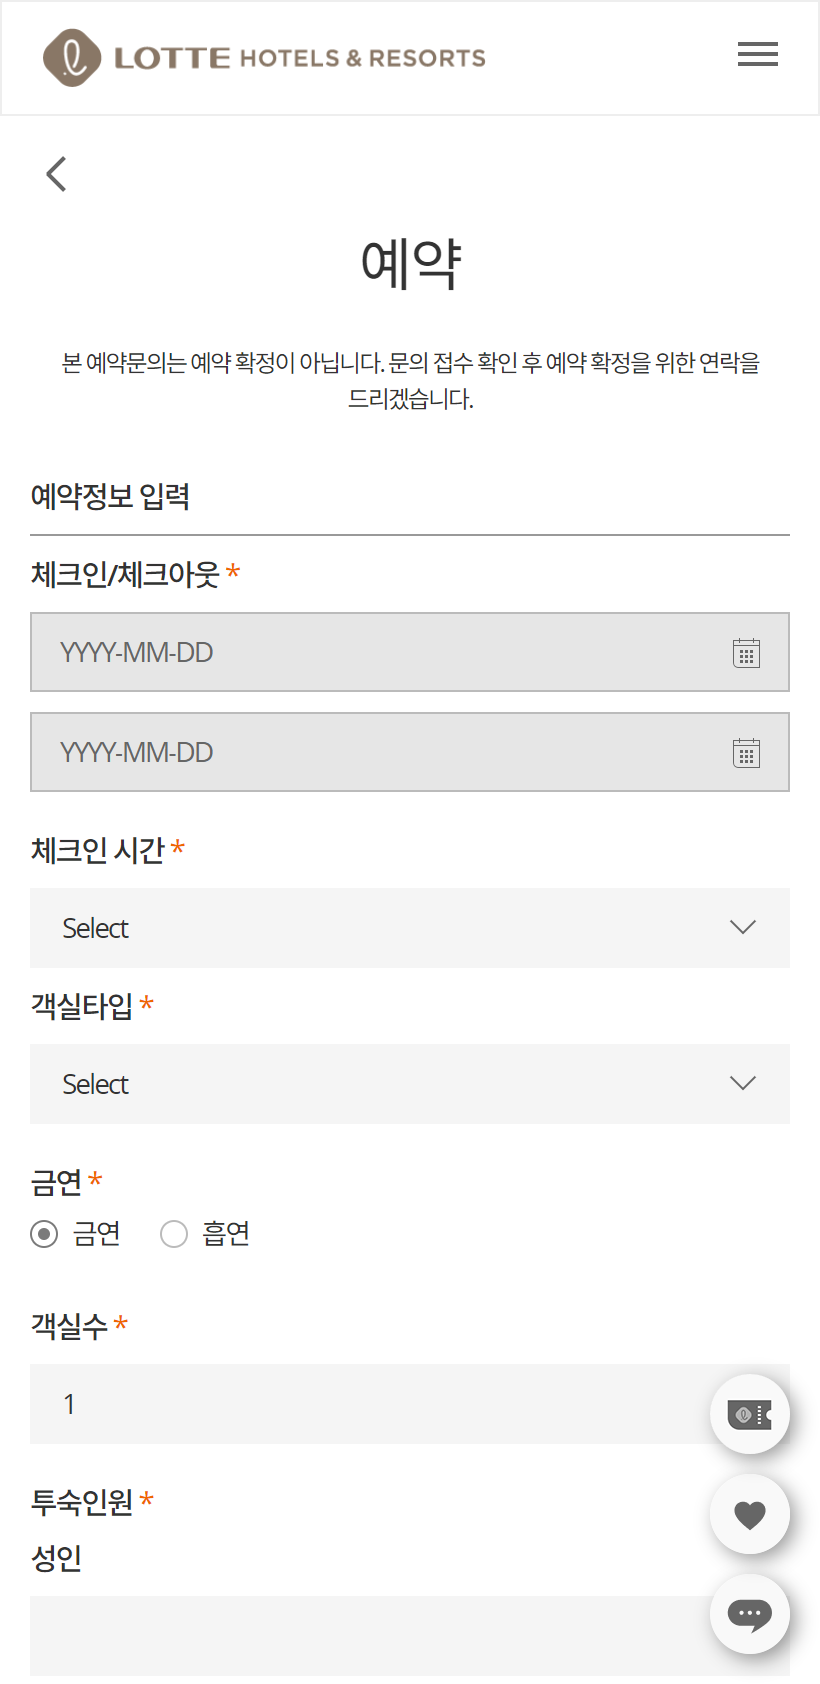 LOTTE HOTELS & RESORTS
예약
본 예약문의는 예약 확정이 아닙니다. 문의 접수 확인 후 예약 확정을 위한 연락을
드리겠습니다.
예약정보 입력
체크인/체크아웃 *
YYYY-MM-DD
YYYY-MM-DD
체크인 시간 *
Select
객실타입 *
Select
금연 *
금연 흡연
객실수 *
1
투숙인원 *
성인